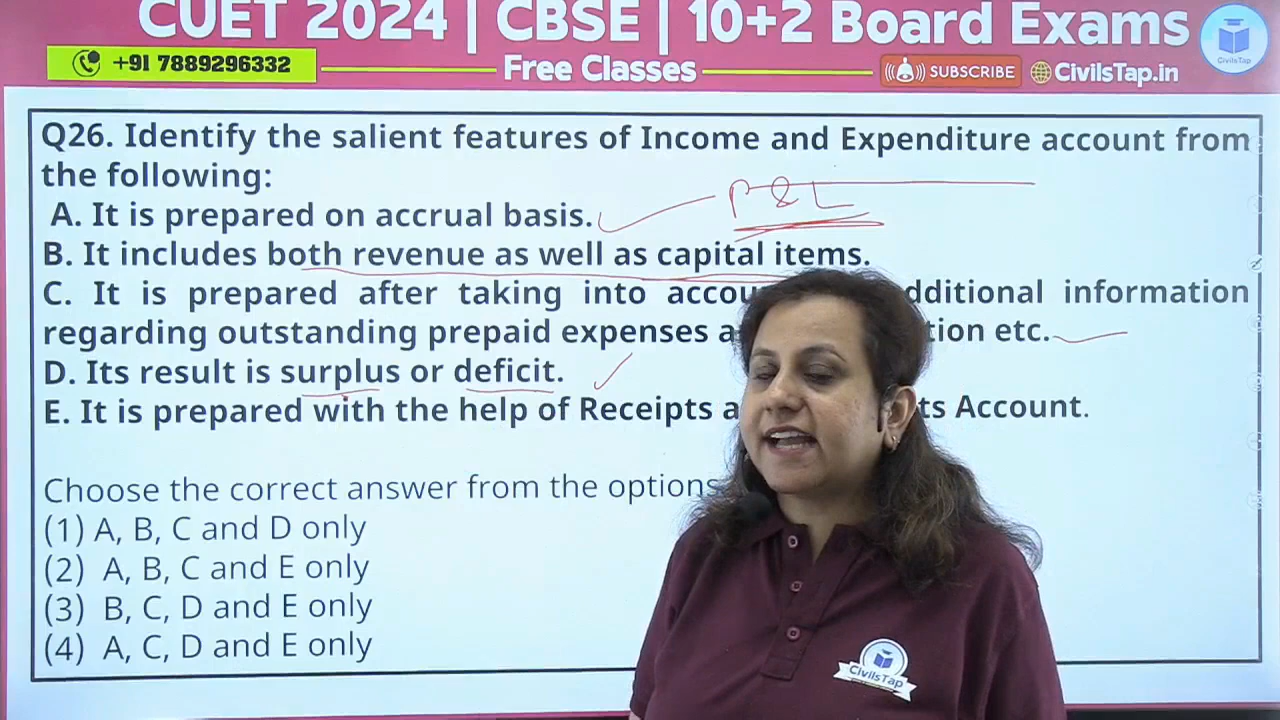 CUET 2024 | CBSE | 10+2 Board Exams
+91 7889296332
Free Classes
SUBSCRIBE
CivilsTap.in
CivilsTap
Q26. Identify the salient features of Income and Expenditure account from
the following:
A. It is prepared on accrual basis.
P & L
B. It includes both revenue as well as capital items.
C. It is prepared after taking into dditional information
regarding outstanding prepaid expenses tion etc.
D. Its result is surplus or deficit.
E. It is prepared with the help of Receipts ts Account.
Choose the correct answer from the options
(1) A, B, C and D only
(2) A, B, C and E only
(3) B, C, D and E only
(4) A, C, D and E only
CivilsTap